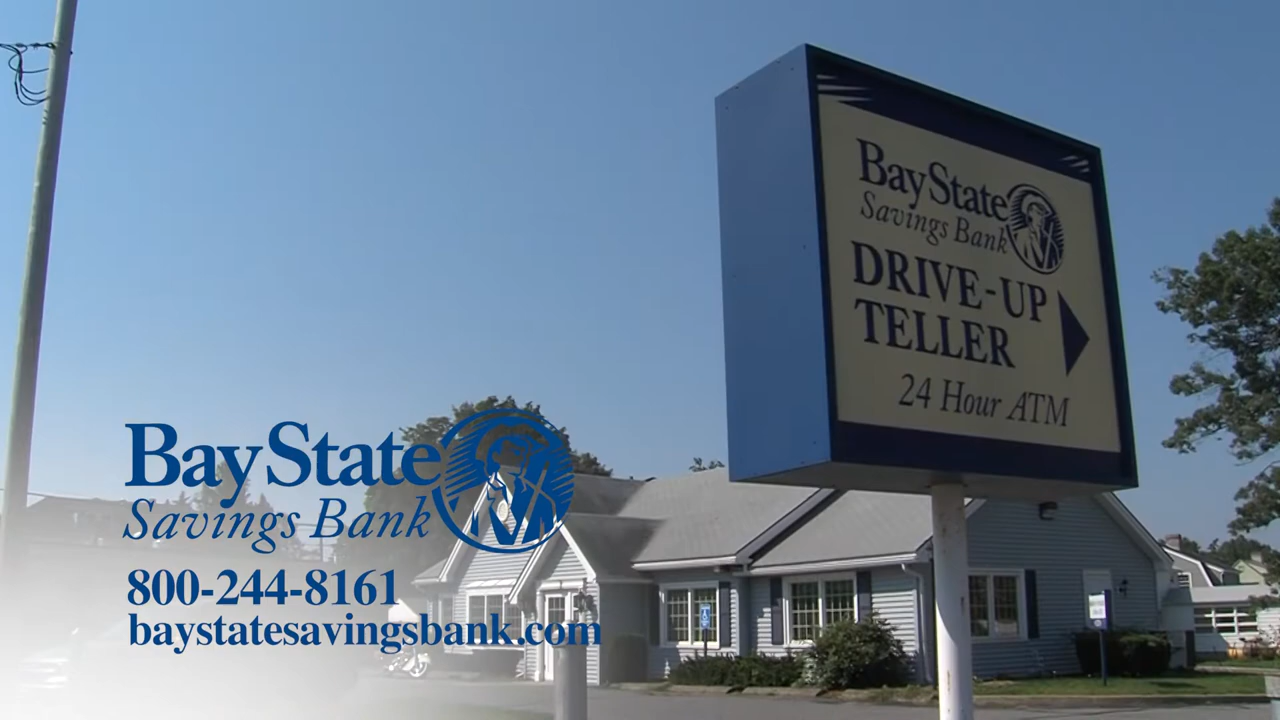 BayState
Savings Bank
DRIVE-UP
TELLER
24 Hour ATM
BayState
Savings Bank
800-244-8161
baystatesavingsbank.com